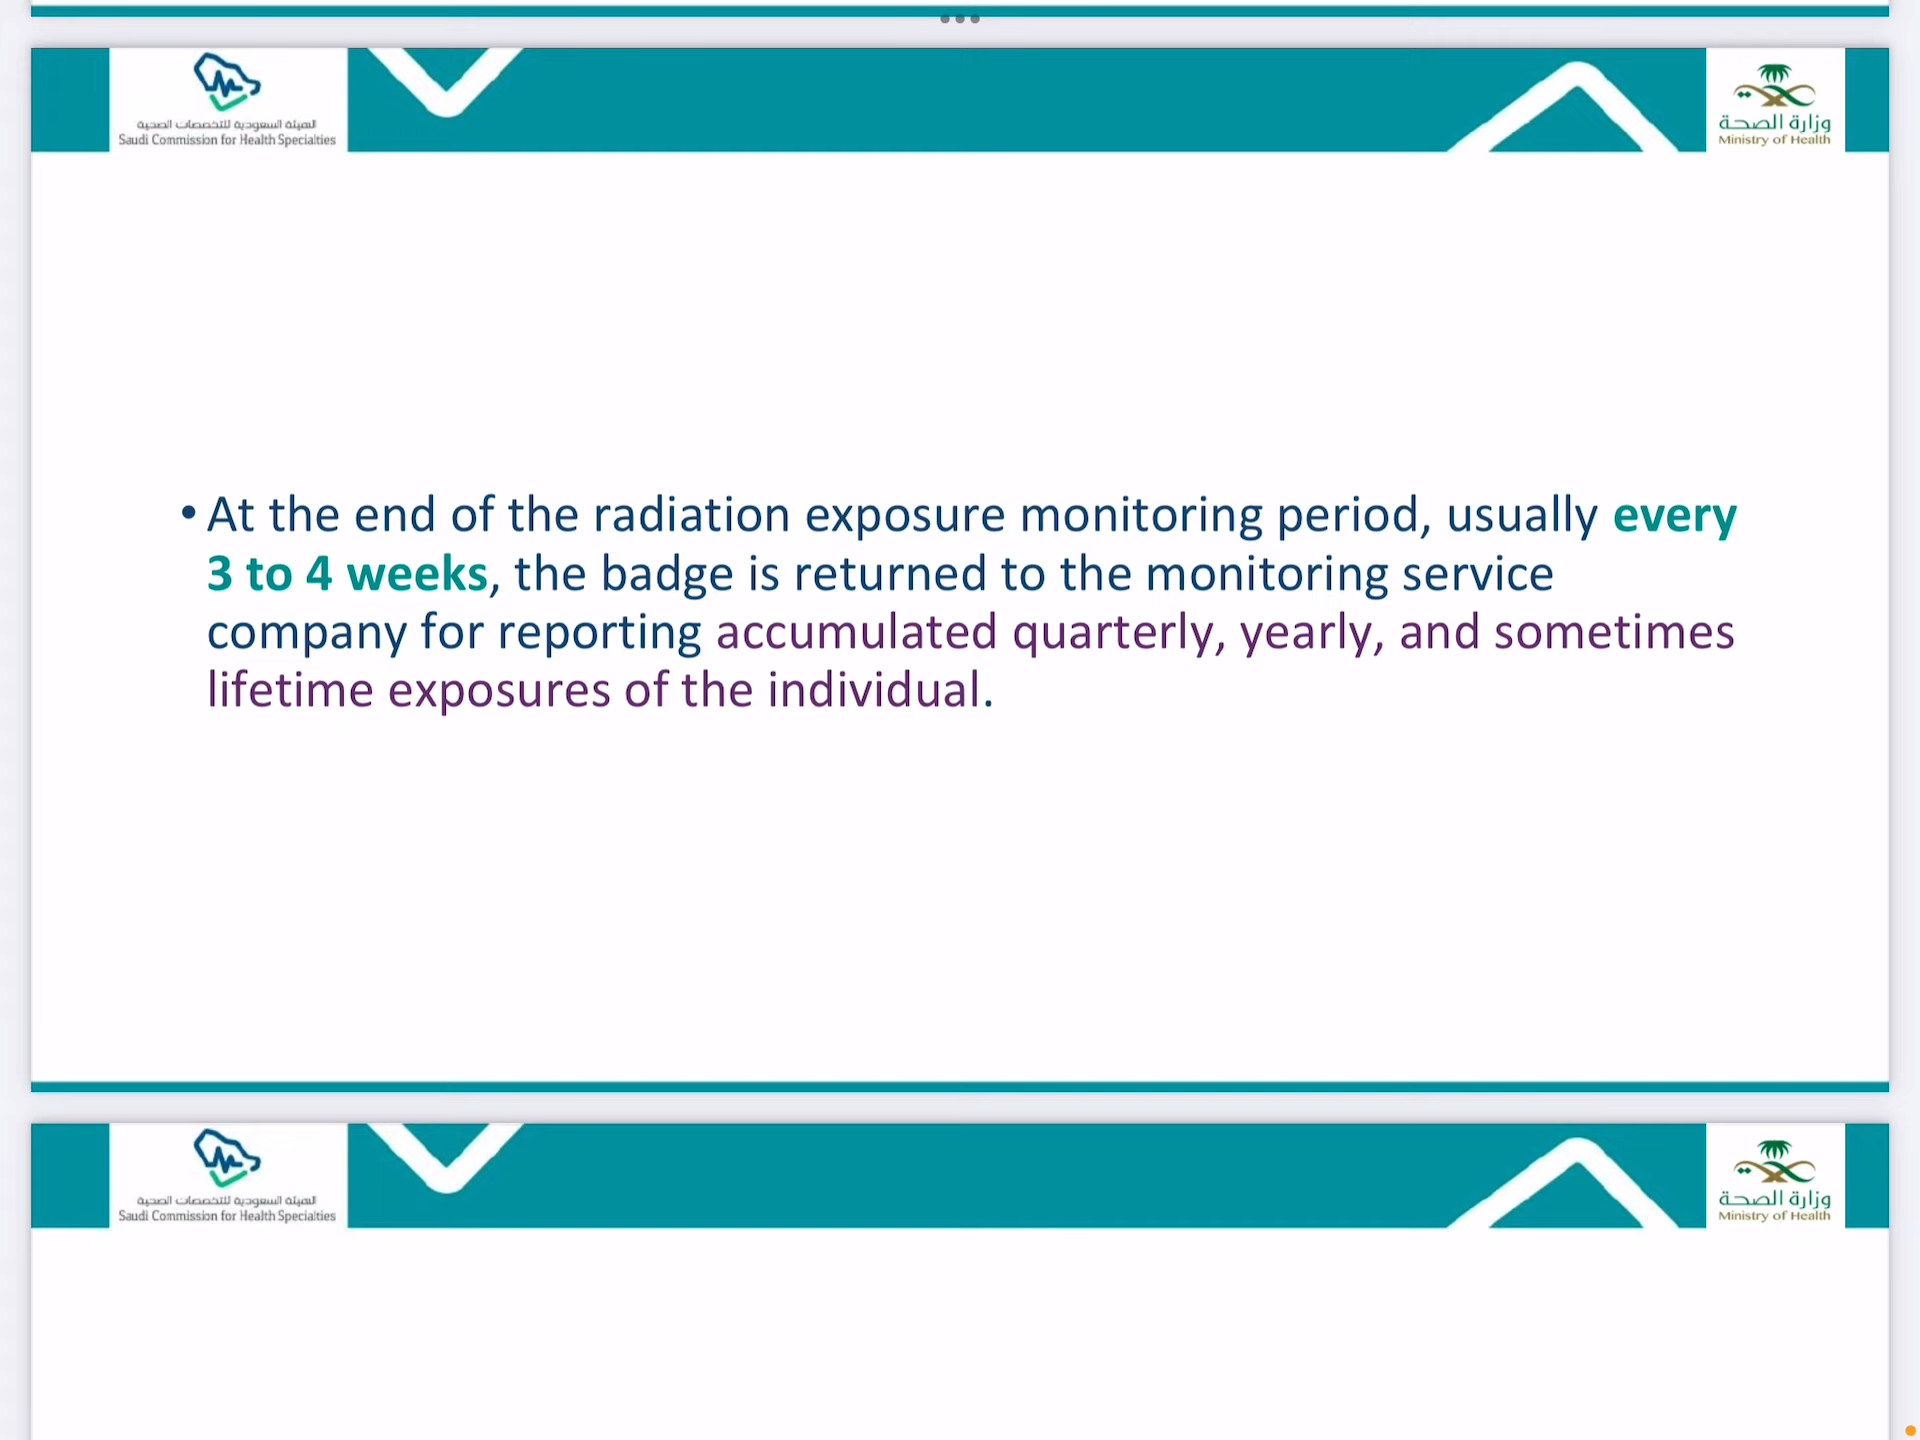 الهيئة السعودية للتخصصات الصحية
Saudi Commission for Health Specialties
وزارة الصحة
Ministry of Health
• At the end of the radiation exposure monitoring period, usually every
3 to 4 weeks, the badge is returned to the monitoring service
company for reporting accumulated quarterly, yearly, and sometimes
lifetime exposures of the individual.
الهيئة السعودية للتخصصات الصحية
Saudi Commission for Health Specialties
وزارة الصحة
Ministry of Health